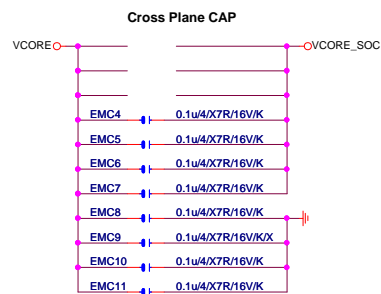 Cross Plane CAP
VCORE VCORE_SOC
EMC4 0.1u/4/X7R/16V/K
EMC5 0.1u/4/X7R/16V/K
EMC6 0.1u/4/X7R/16V/K
EMC7 0.1u/4/X7R/16V/K
EMC8 0.1u/4/X7R/16V/K
EMC9 0.1u/4/X7R/16V/K/X
EMC10 0.1u/4/X7R/16V/K
EMC11 0.1u/4/X7R/16V/K